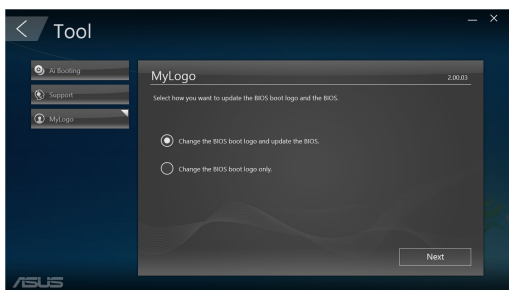 Tool
Ai Booting
Support
MyLogo
MyLogo
2.00.03
Select how you want to update the BIOS boot logo and the BIOS.
Change the BIOS boot logo and update the BIOS.
Change the BIOS boot logo only.
Next
ASUS